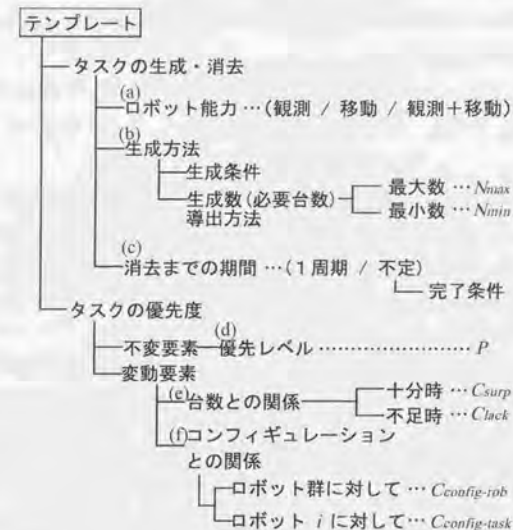 テンプレート
タスクの生成・消去
(a)
ロボット能力 …(観測 / 移動 / 観測＋移動)
(b)
生成方法
生成条件
生成数(必要台数)
導出方法
最大数 … Nmax
最小数 … Nmin
(c)
消去までの期間 …(１周期 / 不定)
完了条件
タスクの優先度
(d)
不変要素 優先レベル …………………… P
変動要素
(e)
台数との関係
十分時 … Csurp
不足時 … Clack
(f)コンフィギュレーション
との関係
ロボット群に対して … Cconfig-rob
ロボット i に対して … Cconfig-task